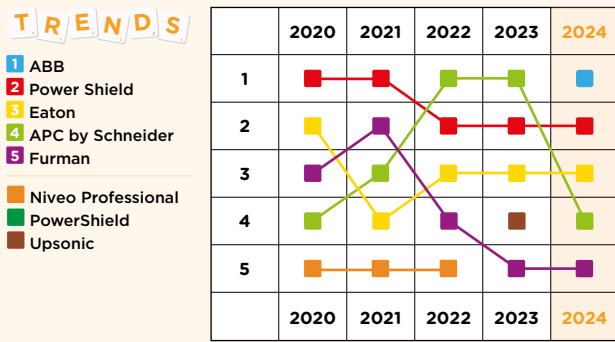 TRENDS
1 ABB
2 Power Shield
3 Eaton
4 APC by Schneider
5 Furman
Niveo Professional
PowerShield
Upsonic
2020 2021 2022 2023 2024
1
2
3
4
5
2020 2021 2022 2023 2024